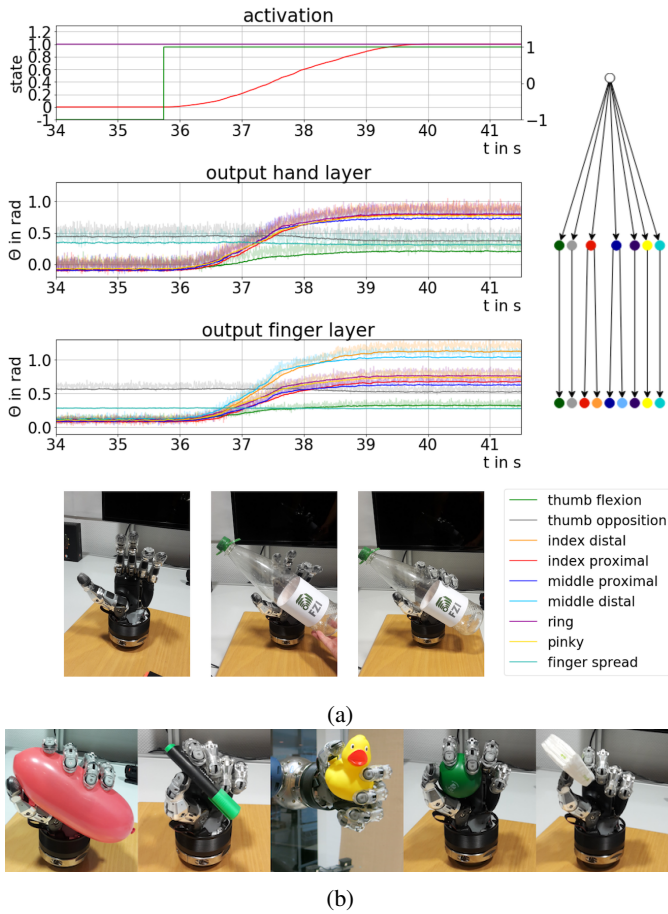 activation
1.2
1.0
0.8
0.6
0.4
0.2
0
-1
state
1
0
−1
34 35 36 37 38 39 40 41
t in s
output hand layer
1.0
0.5
0.0
Θ in rad
34 35 36 37 38 39 40 41
t in s
output finger layer
1.0
0.5
0.0
Θ in rad
34 35 36 37 38 39 40 41
t in s
FZI
FZI
thumb flexion
thumb opposition
index distal
index proximal
middle proximal
middle distal
ring
pinky
finger spread
(a)
(b)